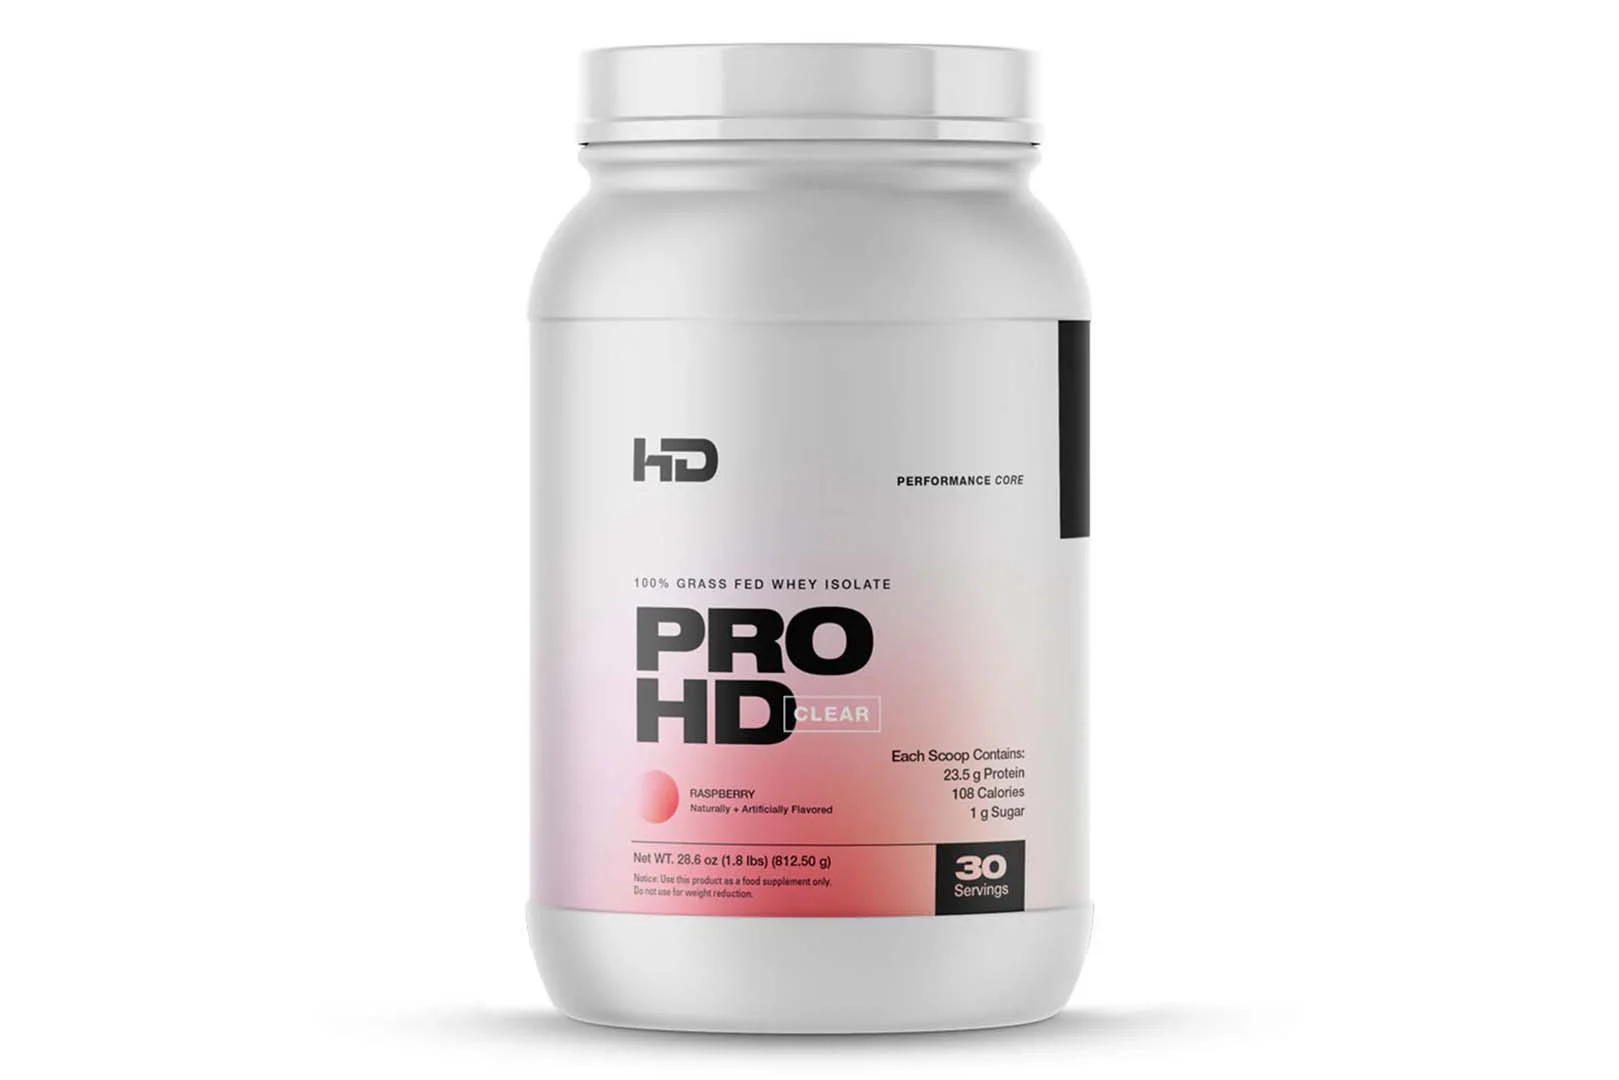 HD
PERFORMANCE CORE
100% GRASS FED WHEY ISOLATE
PRO
HD
CLEAR
Each Scoop Contains:
23.5 g Protein
108 Calories
1 g Sugar
RASPBERRY
Naturally + Artificially Flavored
Net WT. 28.6 oz (1.8 lbs) (812.50 g)
Notice: Use this product as a food supplement only.
Do not use for weight reduction.
30
Servings